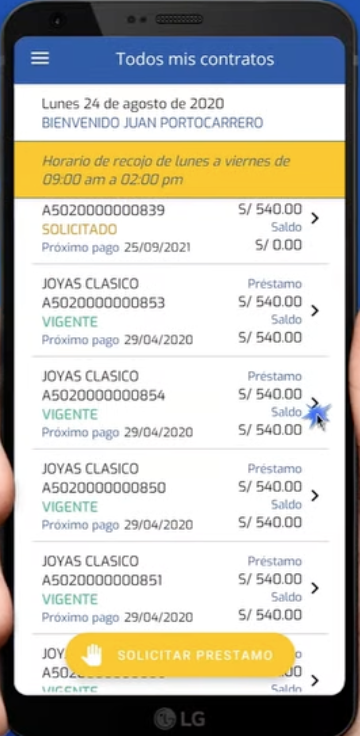 Todos mis contratos
Lunes 24 de agosto de 2020
BIENVENIDO JUAN PORTOCARRERO
Horario de recojo de lunes a viernes de
09:00 am a 02:00 pm
A5020000000839 S/ 540.00
SOLICITADO Saldo
Próximo pago 25/09/2021 S/ 0.00
JOYAS CLASICO Préstamo
A5020000000853 S/ 540.00
VIGENTE Saldo
Próximo pago 29/04/2020 S/ 540.00
JOYAS CLASICO Préstamo
A5020000000854 S/ 540.00
VIGENTE Saldo
Próximo pago 29/04/2020 S/ 540.00
JOYAS CLASICO Préstamo
A5020000000850 S/ 540.00
VIGENTE Saldo
Próximo pago 29/04/2020 S/ 540.00
JOYAS CLASICO Préstamo
A5020000000851 S/ 540.00
VIGENTE Saldo
Próximo pago 29/04/2020 S/ 540.00
SOLICITAR PRESTAMO
VIGENTE Saldo
LG